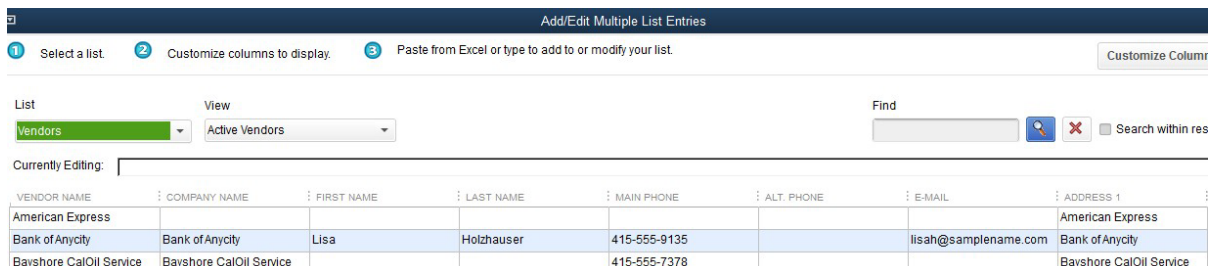 Add/Edit Multiple List Entries
1 Select a list. 2 Customize columns to display. 3 Paste from Excel or type to add to or modify your list.
Customize Column
List View Find
Vendors Active Vendors Search within res
Currently Editing:
VENDOR NAME COMPANY NAME FIRST NAME LAST NAME MAIN PHONE ALT. PHONE E-MAIL ADDRESS 1
American Express American Express
Bank of Anycity Bank of Anycity Lisa Holzhauser 415-555-9135 lisah@samplename.com Bank of Anycity
Bayshore CalOil Service Bayshore CalOil Service 415-555-7378 Bayshore CalOil Service